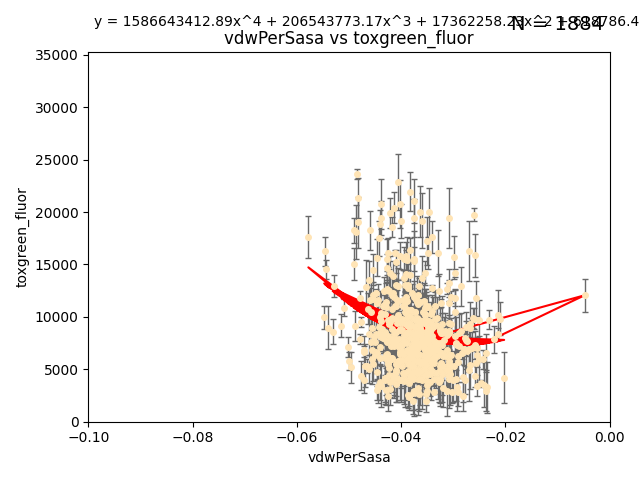 y = 1586643412.89x^4 + 206543773.17x^3 + 17362258.23x^2 +
N = 1884
vdwPerSasa vs toxgreen_fluor
35000
30000
25000
20000
15000
10000
5000
0
toxgreen_fluor
−0.10
−0.08
−0.06
−0.04
−0.02
0.00
vdwPerSasa